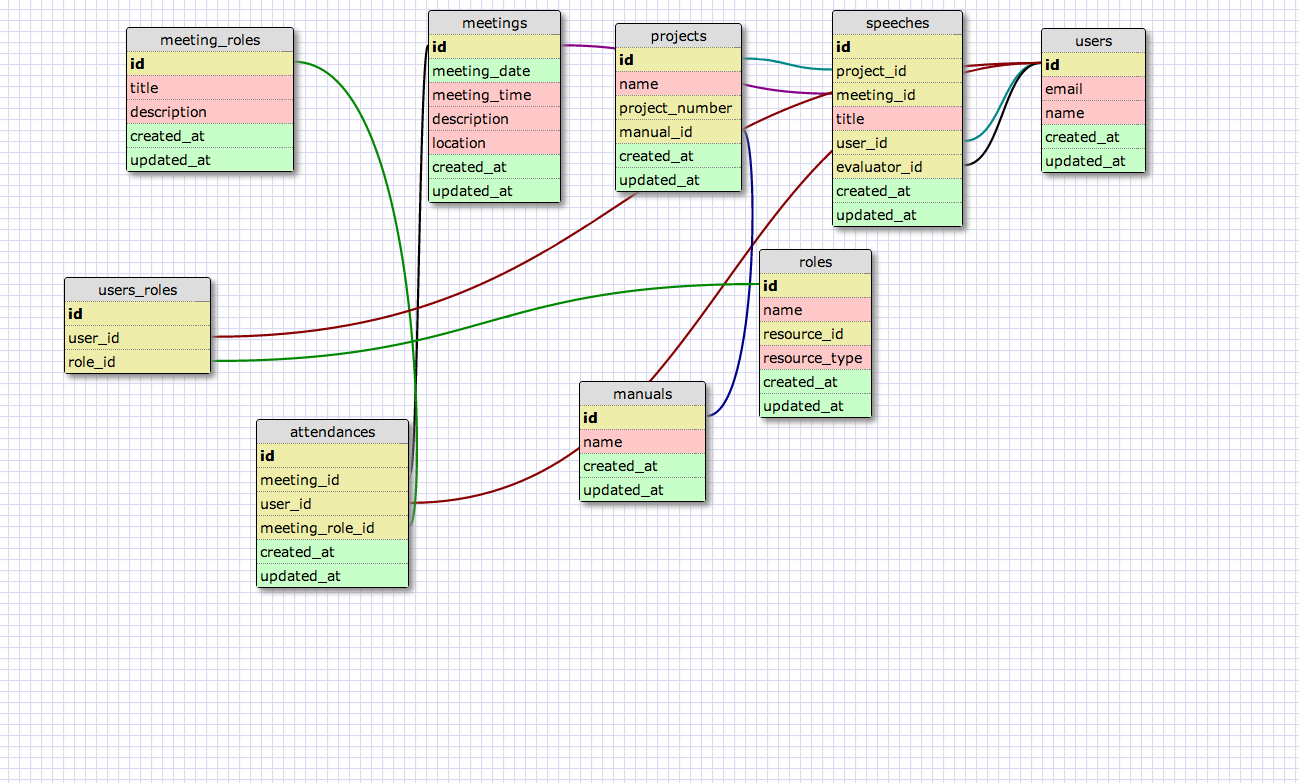 meeting_roles
id
title
description
created_at
updated_at
meetings
id
meeting_date
meeting_time
description
location
created_at
updated_at
projects
id
name
project_number
manual_id
created_at
updated_at
speeches
id
project_id
meeting_id
title
user_id
evaluator_id
created_at
updated_at
users
id
email
name
created_at
updated_at
users_roles
id
user_id
role_id
roles
id
name
resource_id
resource_type
created_at
updated_at
attendances
id
meeting_id
user_id
meeting_role_id
created_at
updated_at
manuals
id
name
created_at
updated_at